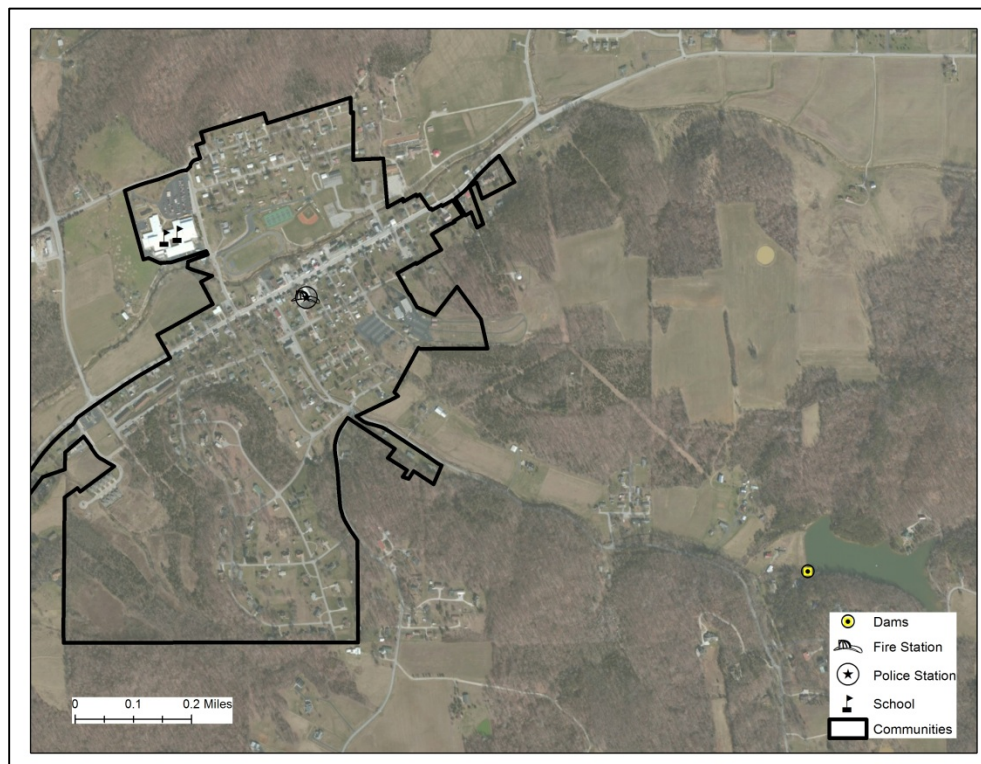 0 0.1 0.2 Miles
Dams
Fire Station
Police Station
School
Communities